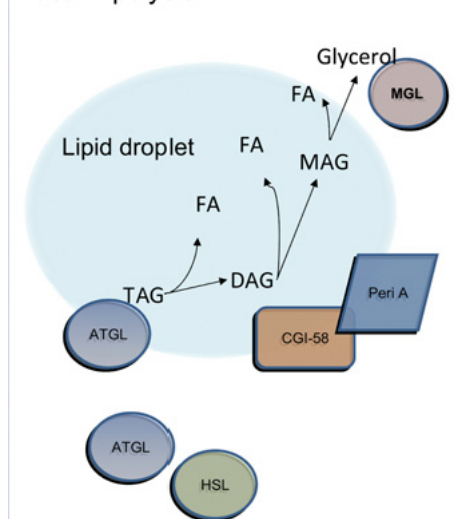 Glycerol
FA
MGL
Lipid droplet
FA
MAG
FA
TAG
DAG
Peri A
ATGL
CGI-58
ATGL
HSL